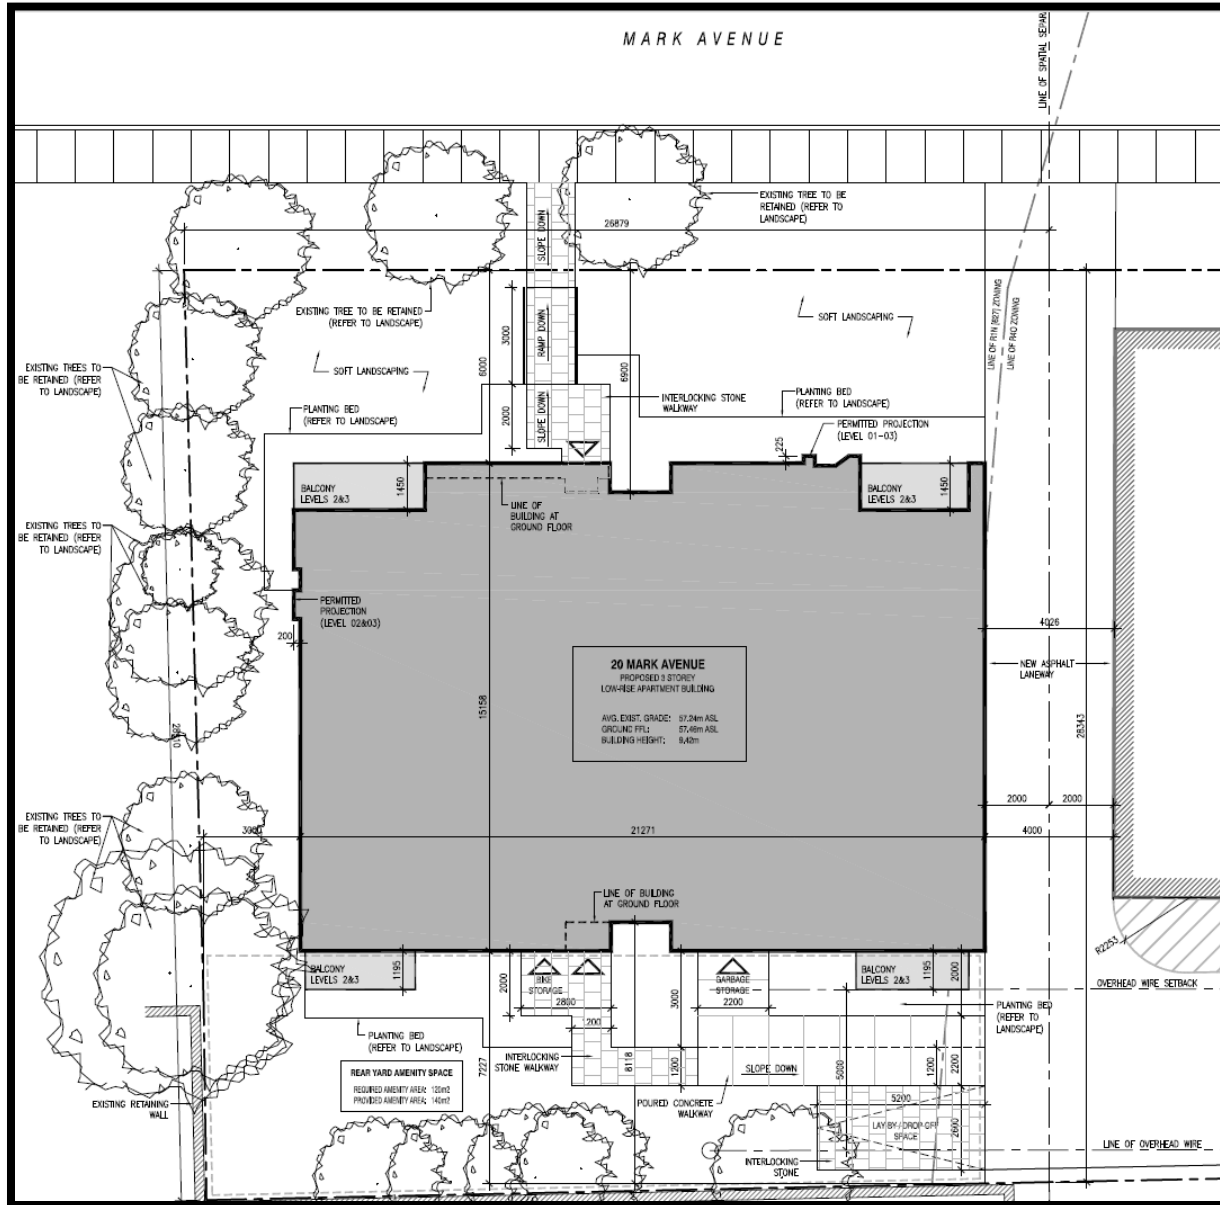 MARK AVENUE
LINE OF SPATIAL SEPAR
EXISTING TREE TO BE
RETAINED (REFER TO
LANDSCAPE)
26879
SLOPE DOWN
EXISTING TREE TO BE RETAINED
(REFER TO LANDSCAPE)
3000
RAMP DOWN
6000
6900
SOFT LANDSCAPING
LINE OF R1N [827] ZONING
LINE OF R4O ZONING
EXISTING TREES TO
BE RETAINED (REFER
TO LANDSCAPE)
SOFT LANDSCAPING
PLANTING BED
(REFER TO LANDSCAPE)
2000
SLOPE DOWN
INTERLOCKING STONE
WALKWAY
PLANTING BED
(REFER TO LANDSCAPE)
PERMITTED PROJECTION
(LEVEL 01-03)
225
BALCONY
LEVELS 2&3
1450
LINE OF
BUILDING AT
GROUND FLOOR
BALCONY
LEVELS 2&3
1450
EXISTING TREES TO
BE RETAINED (REFER
TO LANDSCAPE)
PERMITTED
PROJECTION
(LEVEL 02&03)
200
4026
20 MARK AVENUE
PROPOSED 3 STOREY
LOW-RISE APARTMENT BUILDING
AVG. EXIST. GRADE: 57.24m ASL
GROUND FFL: 57.46m ASL
BUILDING HEIGHT: 9.42m
NEW ASPHALT
LANEWAY
15158
28343
2000
2000
EXISTING TREES TO
BE RETAINED (REFER
TO LANDSCAPE)
3000
21271
4000
LINE OF BUILDING
AT GROUND FLOOR
R2253
BALCONY
LEVELS 2&3
1195
2000
BIKE
STORAGE
2800
GARBAGE
STORAGE
2200
3000
BALCONY
LEVELS 2&3
1195
2000
OVERHEAD WIRE SETBACK
PLANTING BED
(REFER TO
LANDSCAPE)
PLANTING BED
(REFER TO LANDSCAPE)
1200
INTERLOCKING
STONE WALKWAY
7227
8118
1200
SLOPE DOWN
5000
1200
2200
REAR YARD AMENITY SPACE
REQUIRED AMENITY AREA: 120m2
PROVIDED AMENITY AREA: 140m2
EXISTING RETAINING
WALL
POURED CONCRETE
WALKWAY
5200
LAY-BY / DROP-OFF
SPACE
2600
INTERLOCKING
STONE
LINE OF OVERHEAD WIRE